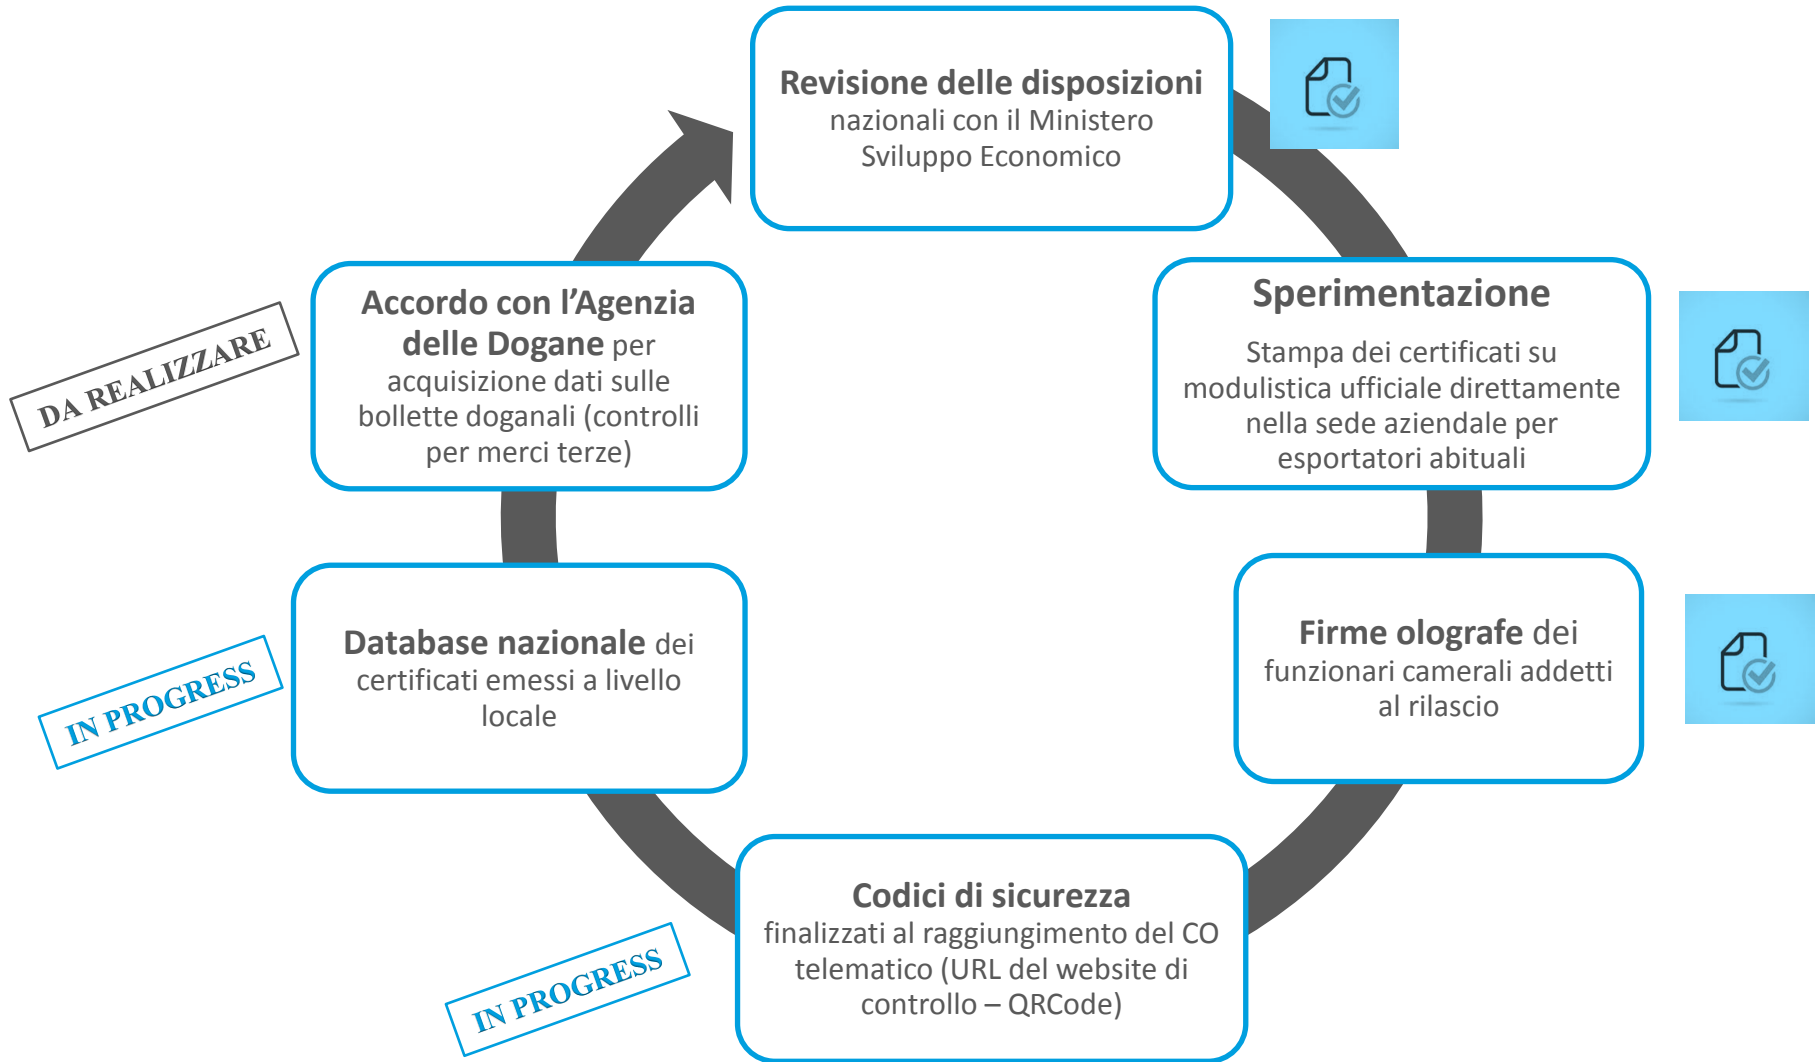 Revisione delle disposizioni
nazionali con il Ministero
Sviluppo Economico
Sperimentazione
Stampa dei certificati su
modulistica ufficiale direttamente
nella sede aziendale per
esportatori abituali
Firme olografe dei
funzionari camerali addetti
al rilascio
Codici di sicurezza
finalizzati al raggiungimento del CO
telematico (URL del website di
controllo – QRCode)
IN PROGRESS
Database nazionale dei
certificati emessi a livello
locale
IN PROGRESS
Accordo con l’Agenzia
delle Dogane per
acquisizione dati sulle
bollette doganali (controlli
per merci terze)
DA REALIZZARE